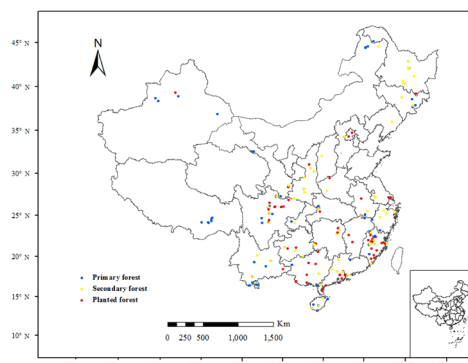 45° N
N
40° N
35° N
30° N
25° N
20° N
15° N
10° N
Primary forest
Secondary forest
Planted forest
Km
0 250 500 1,000 1,500